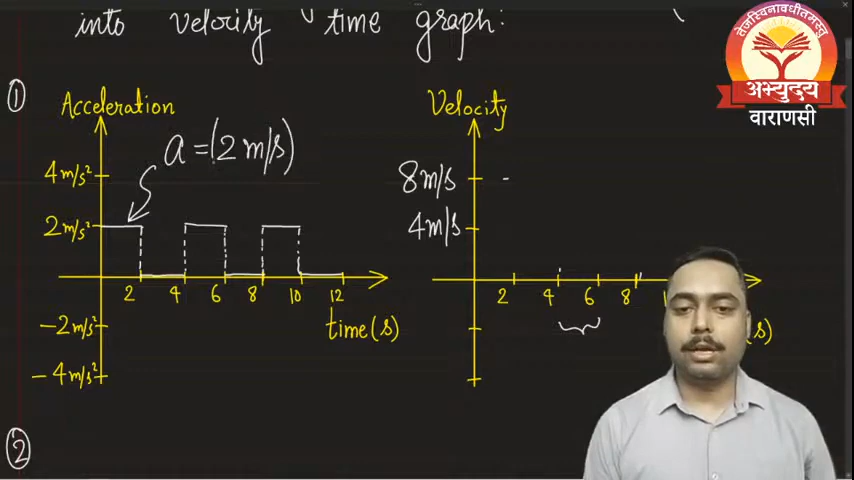 into velocity time graph:
तेजस्विनावधीतमस्तु
अभ्युदय
वाराणसी
①
Acceleration
a = (2 m/s)
4 m/s²
2 m/s²
2 4 6 8 10 12
time (s)
-2 m/s²
-4 m/s²
Velocity
8 m/s
4 m/s
2 4 6 8 1
(s)
②